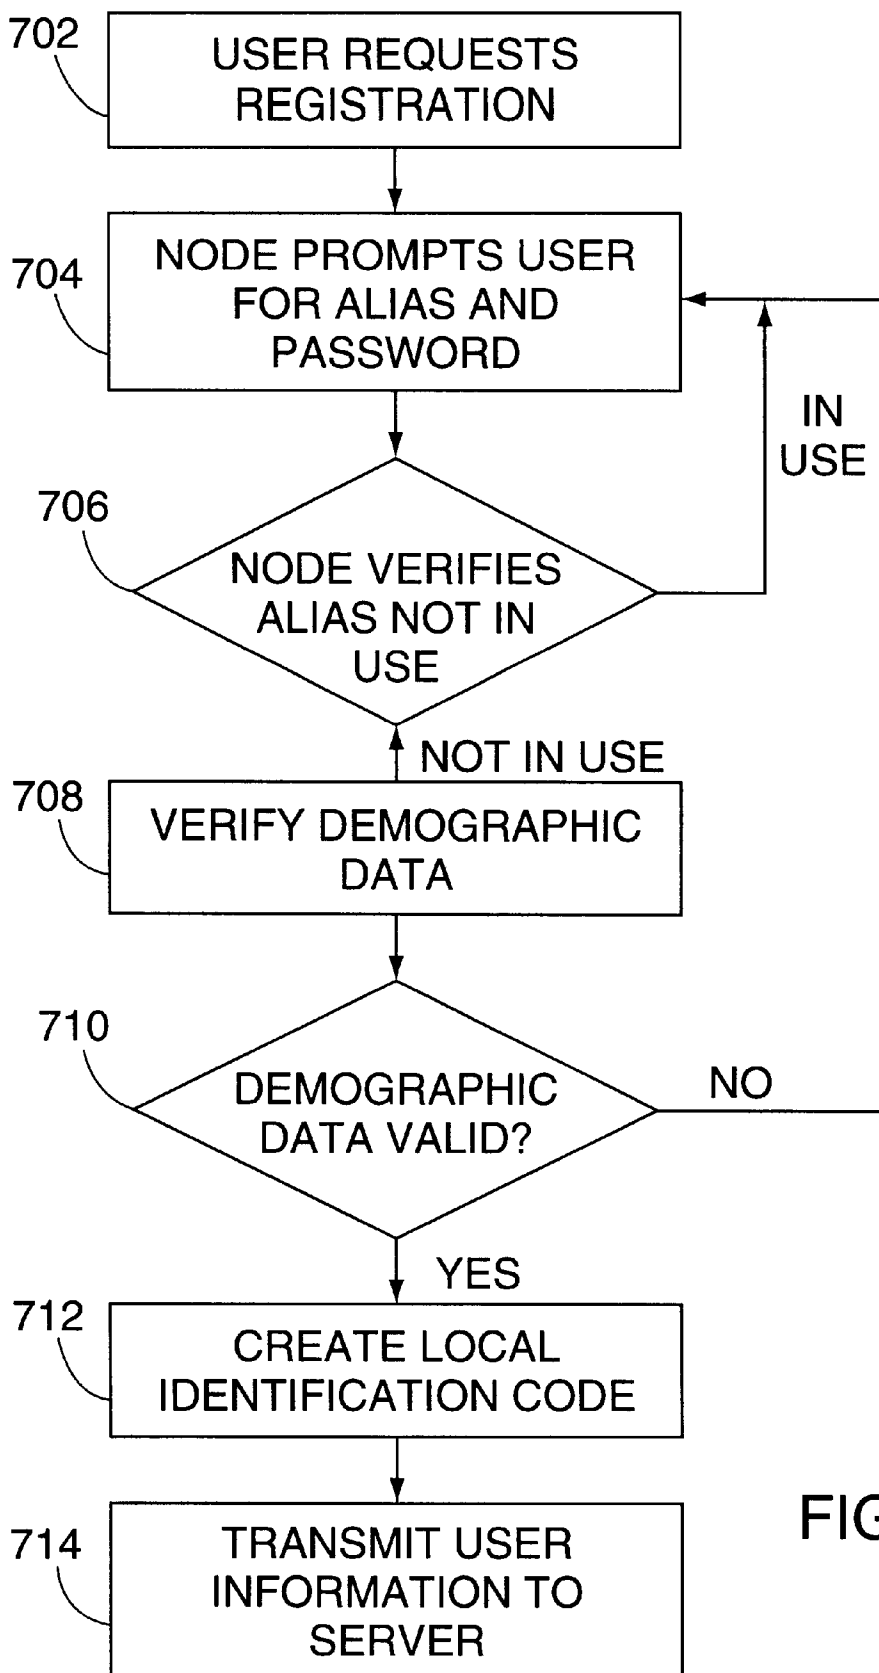 702
USER REQUESTS
REGISTRATION
704
NODE PROMPTS USER
FOR ALIAS AND
PASSWORD
IN
USE
706
NODE VERIFIES
ALIAS NOT IN
USE
NOT IN USE
708
VERIFY DEMOGRAPHIC
DATA
710
DEMOGRAPHIC
DATA VALID?
NO
YES
712
CREATE LOCAL
IDENTIFICATION CODE
714
TRANSMIT USER
INFORMATION TO
SERVER
FIG